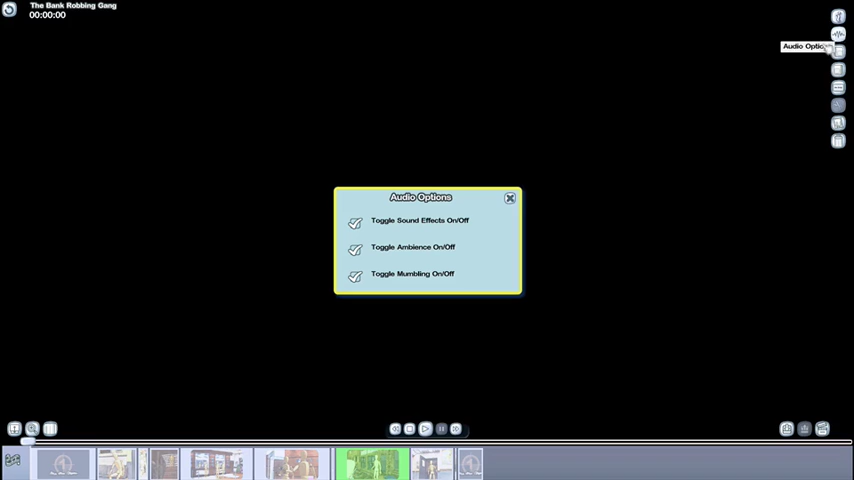 The Bank Robbing Gang
00:00:00
Audio Option
Audio Options
Toggle Sound Effects On/Off
Toggle Ambience On/Off
Toggle Mumbling On/Off